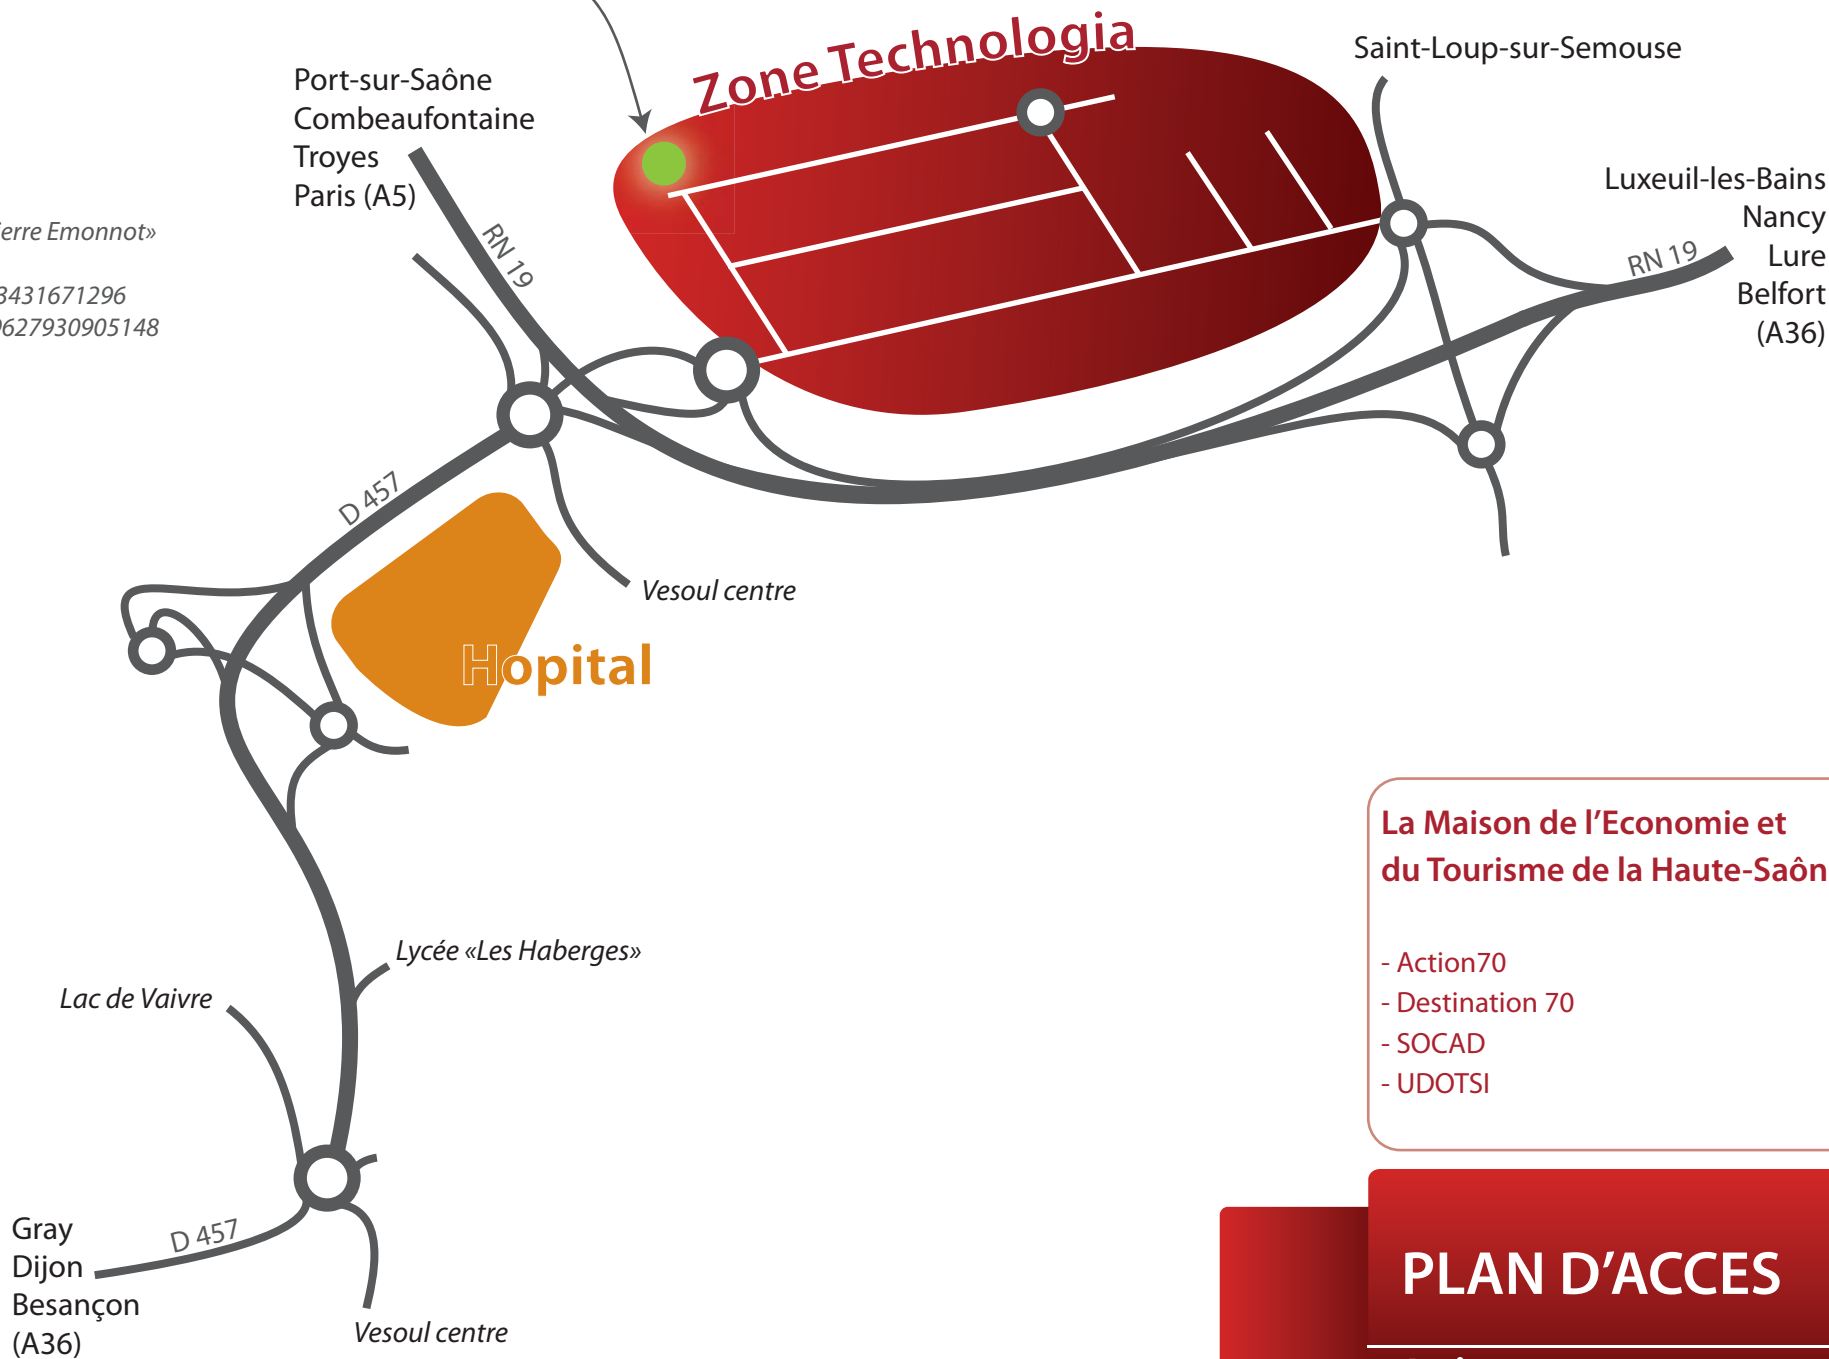 Zone Technologia
Saint-Loup-sur-Semouse
Port-sur-Saône
Combeaufontaine
Troyes
Paris (A5)
RN 19
Luxeuil-les-Bains
Nancy
Lure
Belfort
(A36)
RN 19
Emonnot»
3431671296
627930905148
D 457
Vesoul centre
Hopital
La Maison de l'Economie et
du Tourisme de la
- Action70
- Destination 70
- SOCAD
- UDOTSI
Lycée «Les Haberges»
Lac de Vaivre
Gray
Dijon
Besançon
(A36)
D 457
Vesoul centre
PLAN D'ACCES